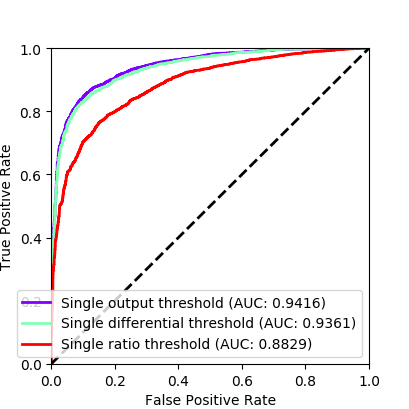 1.0
0.8
0.6
0.4
0.2
0.0
True Positive Rate
Single output threshold (AUC: 0.9416)
Single differential threshold (AUC: 0.9361)
Single ratio threshold (AUC: 0.8829)
0.0 0.2 0.4 0.6 0.8 1.0
False Positive Rate